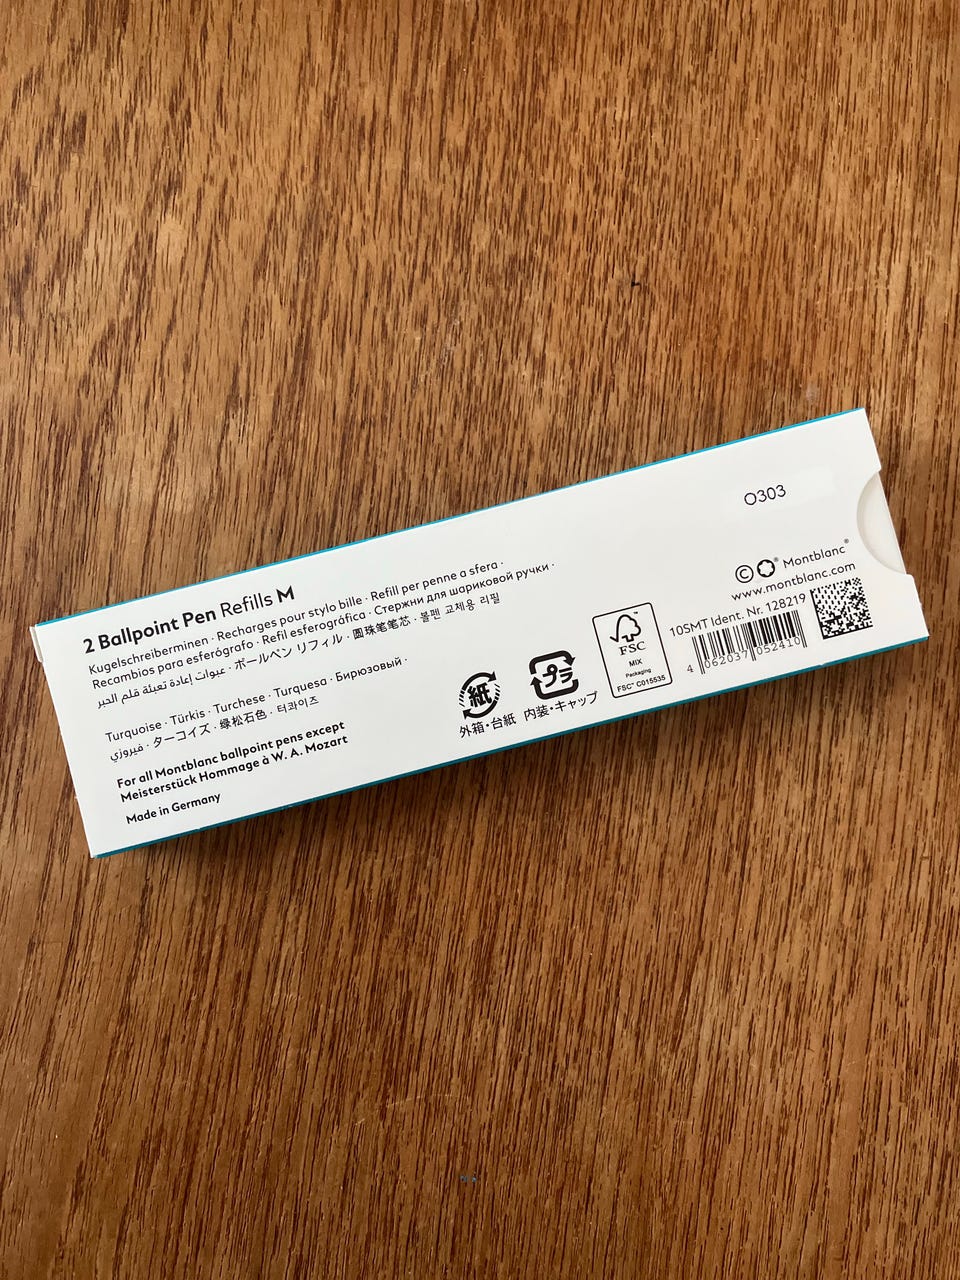 2 Ballpoint Pen Refills M
Kugelschreiberminen · Recharges pour stylo bille · Refill per penne a sfera ·
Recambios para esferógrafo · Refil esferográfica · Стержни для шариковой ручки ·
عبوات إعادة تعبئة قلم الحبر · ボールペン リフィル · 圆珠笔笔芯 · 볼펜 교체용 리필
Turquoise · Türkis · Turchese · Turquesa · Бирюзовый ·
فيروزي · ターコイズ · 绿松石色 · 터콰이즈
For all Montblanc ballpoint pens except
Meisterstück Hommage à W. A. Mozart
Made in Germany
紙
外箱・台紙
プラ
内装・キャップ
FSC
MIX
Packaging
FSC™ C015535
O303
© Montblanc®
www.montblanc.com
10SMT Ident. Nr. 128219
4 062037 052410